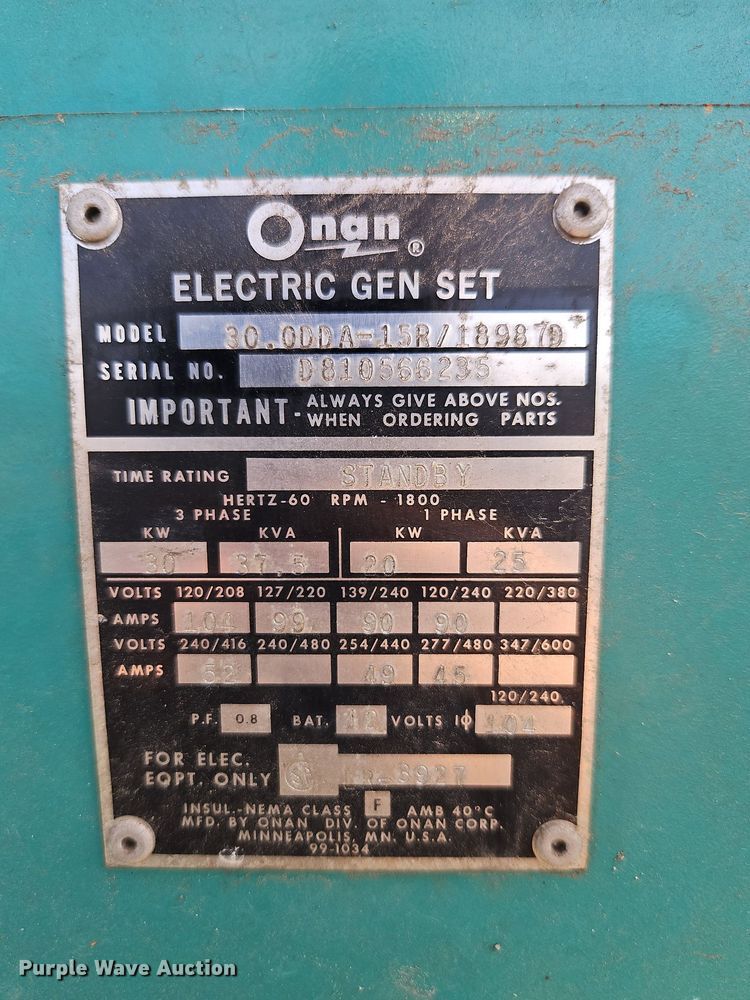 Onan ®
ELECTRIC GEN SET
MODEL 30.0DDA-15R/18987D
SERIAL NO. D810566235
IMPORTANT- ALWAYS GIVE ABOVE NOS.
WHEN ORDERING PARTS
TIME RATING STANDBY
HERTZ-60 RPM - 1800
3 PHASE 1 PHASE
KW KVA KW KVA
30 37.5 20 25
VOLTS 120/208 127/220 139/240 120/240 220/380
AMPS 104 99 90 90
VOLTS 240/416 240/480 254/440 277/480 347/600
AMPS 52 49 45
120/240
P.F. 0.8 BAT. 12 VOLTS 1ϕ 104
FOR ELEC.
EQPT. ONLY 3927
INSUL.-NEMA CLASS F AMB 40°C
MFD. BY ONAN DIV. OF ONAN CORP.
MINNEAPOLIS, MN. U.S.A.
99-1034
Purple Wave Auction